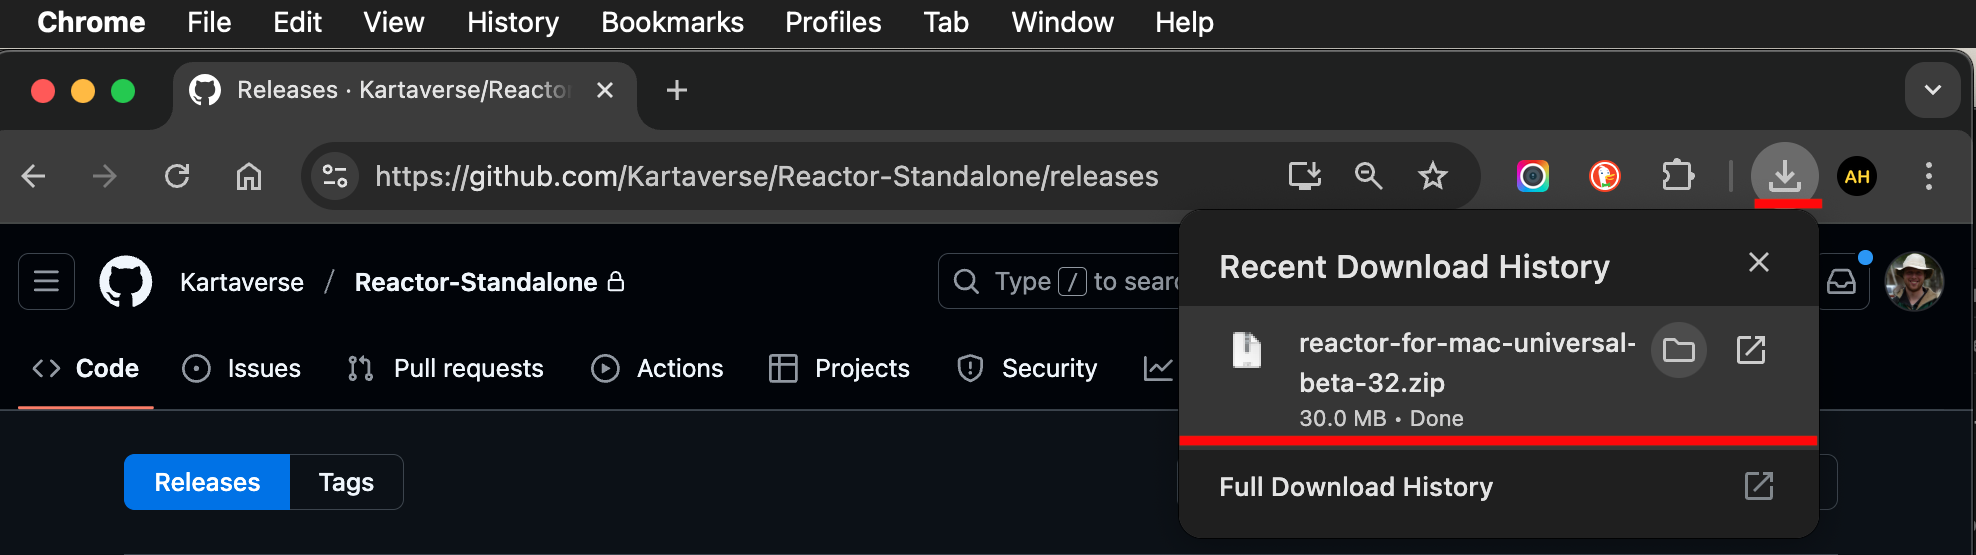 Chrome File Edit View History Bookmarks Profiles Tab Window Help
Releases · Kartaverse/Reacto
https://github.com/Kartaverse/Reactor-Standalone/releases
AH
Kartaverse / Reactor-Standalone
Type / to searc
Recent Download History
reactor-for-mac-universal-
beta-32.zip
30.0 MB • Done
Code Issues Pull requests Actions Projects Security
Releases Tags
Full Download History